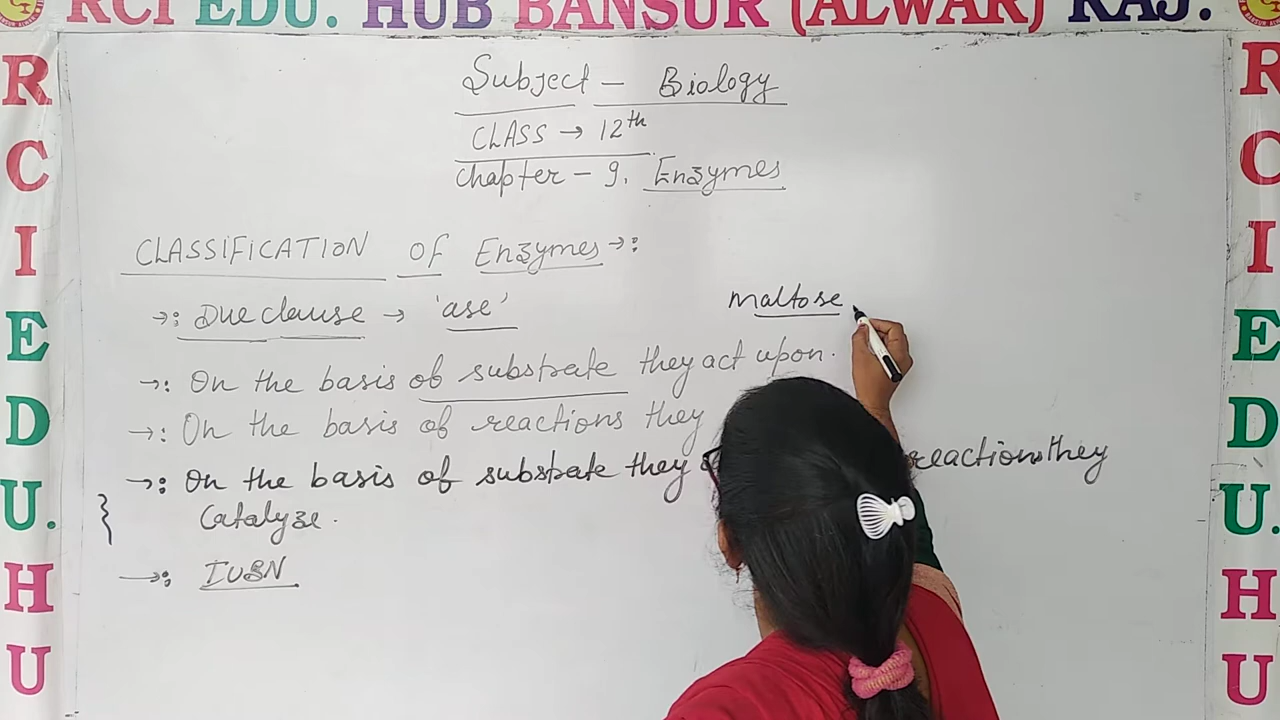 RCI EDU. HUB BANSUR (ALWAR) RAJ.
R
C
I
E
D
U.
H
U
Subject - Biology
CLASS → 12th
Chapter - 9. Enzymes
CLASSIFICATION OF Enzymes →:
→: Due clause → 'ase'
maltose
→: On the basis of substrate they act upon.
→: On the basis of reactions they
→: On the basis of substrate they reactions they
Catalyze.
→: IUBN
R
C
I
E
D
U.
H
U